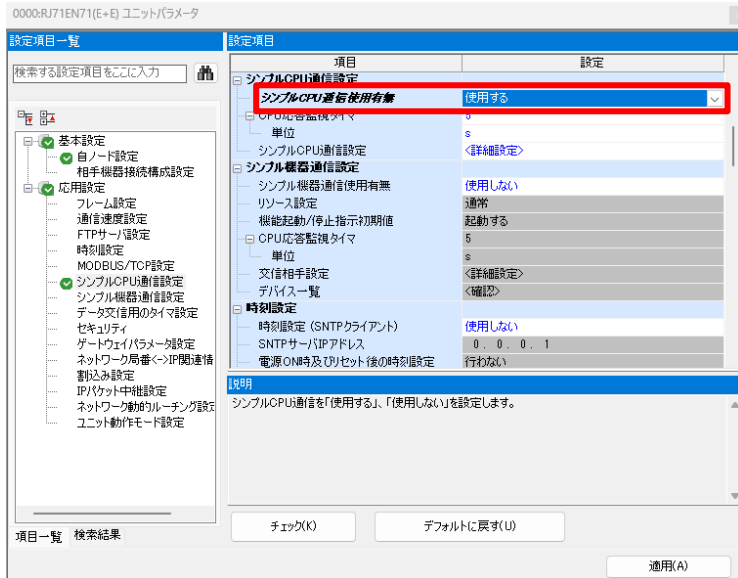 0000:RJ71EN71(E+E) ユニットパラメータ
設定項目一覧
検索する設定項目をここに入力
基本設定
自ノード設定
相手機器接続構成設定
応用設定
フレーム設定
通信速度設定
FTPサーバ設定
時刻設定
MODBUS/TCP設定
シンプルCPU通信設定
シンプル機器通信設定
データ交信用のタイマ設定
セキュリティ
ゲートウェイパラメータ設定
ネットワーク局番<->IP関連情
割込み設定
IPパケット中継設定
ネットワーク動的ルーチング設定
ユニット動作モード設定
項目一覧 検索結果
設定項目
項目 設定
シンプルCPU通信設定
シンプルCPU通信使用有無 使用する
CPU応答監視タイマ 5
単位 s
シンプルCPU通信設定 <詳細設定>
シンプル機器通信設定
シンプル機器通信使用有無 使用しない
リソース設定 通常
機能起動/停止指示初期値 起動する
CPU応答監視タイマ 5
単位 s
交信相手設定 <詳細設定>
デバイス一覧 <確認>
時刻設定
時刻設定 (SNTPクライアント) 使用しない
SNTPサーバIPアドレス 0 . 0 . 0 . 1
電源ON時及びリセット後の時刻設定 行わない
説明
シンプルCPU通信を「使用する」、「使用しない」を設定します。
チェック(K) デフォルトに戻す(U)
適用(A)